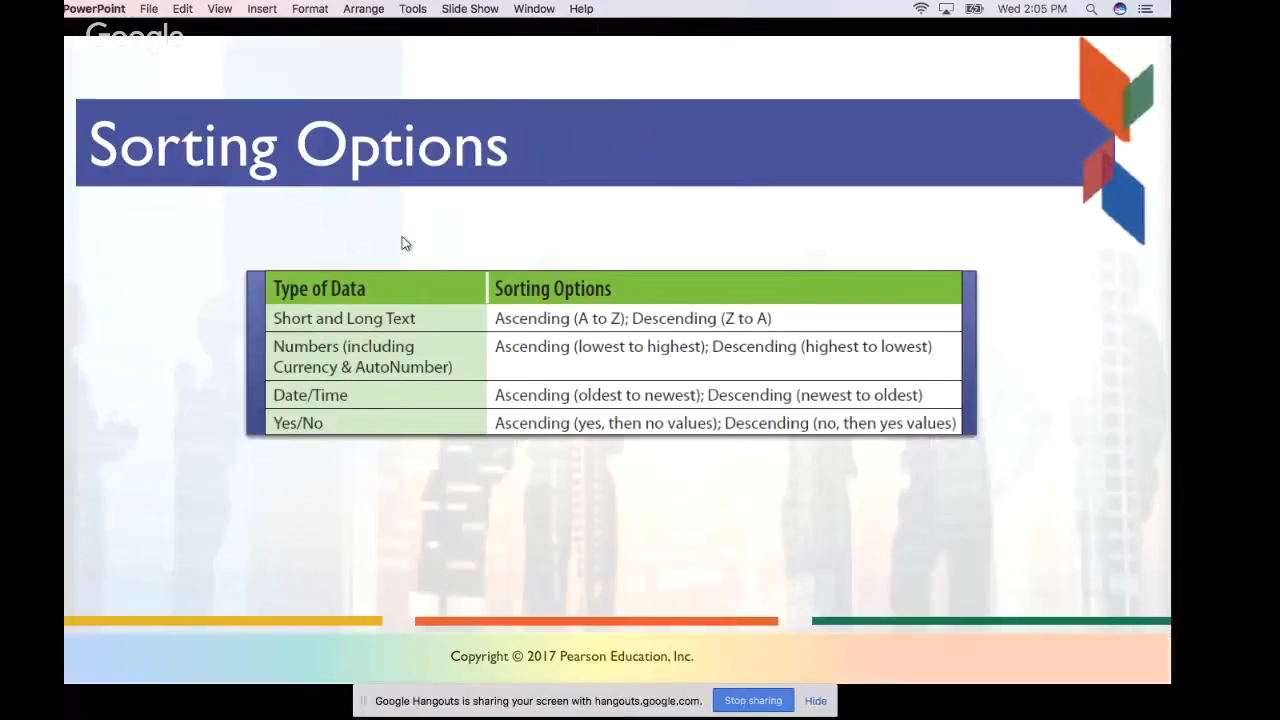 PowerPoint File Edit View Insert Format Arrange Tools Slide Show Window Help Wed 2:05 PM
Google
Sorting Options
Type of Data Sorting Options
Short and Long Text Ascending (A to Z); Descending (Z to A)
Numbers (including Ascending (lowest to highest); Descending (highest to lowest)
Currency & AutoNumber)
Date/Time Ascending (oldest to newest); Descending (newest to oldest)
Yes/No Ascending (yes, then no values); Descending (no, then yes values)
Copyright © 2017 Pearson Education, Inc.
Google Hangouts is sharing your screen with hangouts.google.com. Stop sharing Hide